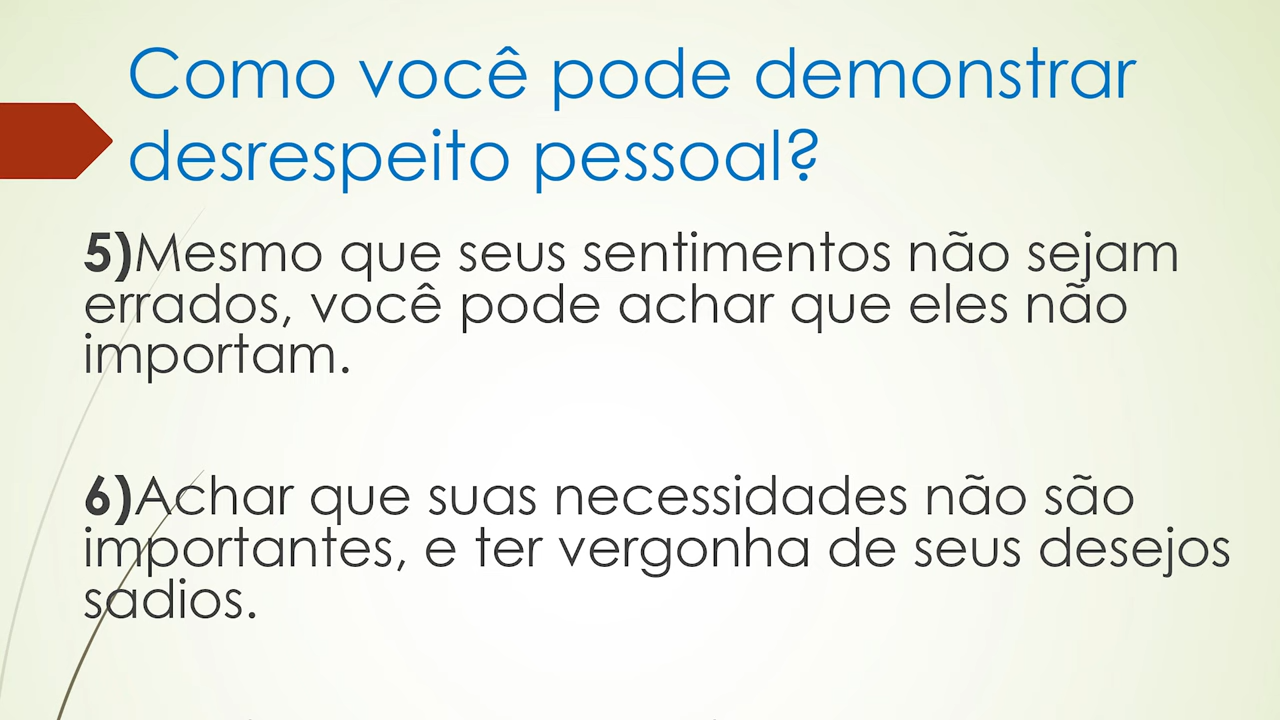 Como você pode demonstrar
desrespeito pessoal?
5)Mesmo que seus sentimentos não sejam
errados, você pode achar que eles não
importam.
6)Achar que suas necessidades não são
importantes, e ter vergonha de seus desejos
sadios.